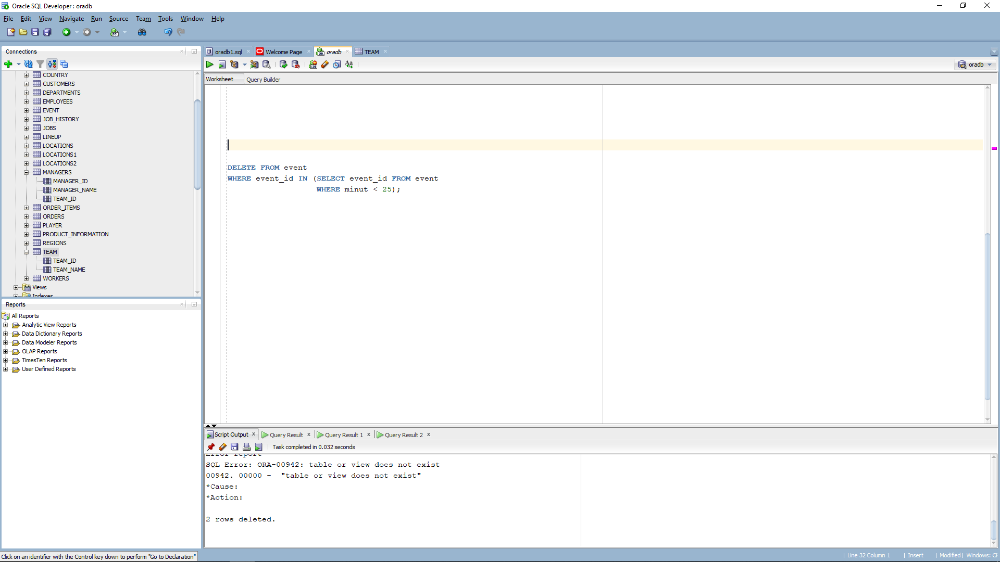 Oracle SQL Developer : oradb
File Edit View Navigate Run Source Team Tools Window Help
Connections
COUNTRY
CUSTOMERS
DEPARTMENTS
EMPLOYEES
EVENT
JOB_HISTORY
JOBS
LINEUP
LOCATIONS
LOCATIONS1
LOCATIONS2
MANAGERS
MANAGER_ID
MANAGER_NAME
TEAM_ID
ORDER_ITEMS
ORDERS
PLAYER
PRODUCT_INFORMATION
REGIONS
TEAM
TEAM_ID
TEAM_NAME
WORKERS
Views
Indexes
Reports
All Reports
Analytic View Reports
Data Dictionary Reports
Data Modeler Reports
OLAP Reports
TimesTen Reports
User Defined Reports
oradb1.sql Welcome Page oradb TEAM
oradb
Worksheet Query Builder
DELETE FROM event
WHERE event_id IN (SELECT event_id FROM event
WHERE minut < 25);
Script Output Query Result Query Result 1 Query Result 2
Task completed in 0.032 seconds
Error report
SQL Error: ORA-00942: table or view does not exist
00942. 00000 - "table or view does not exist"
*Cause:
*Action:
2 rows deleted.
Click on an identifier with the Control key down to perform "Go to Declaration"
Line 32 Column 1 Insert Modified Windows: